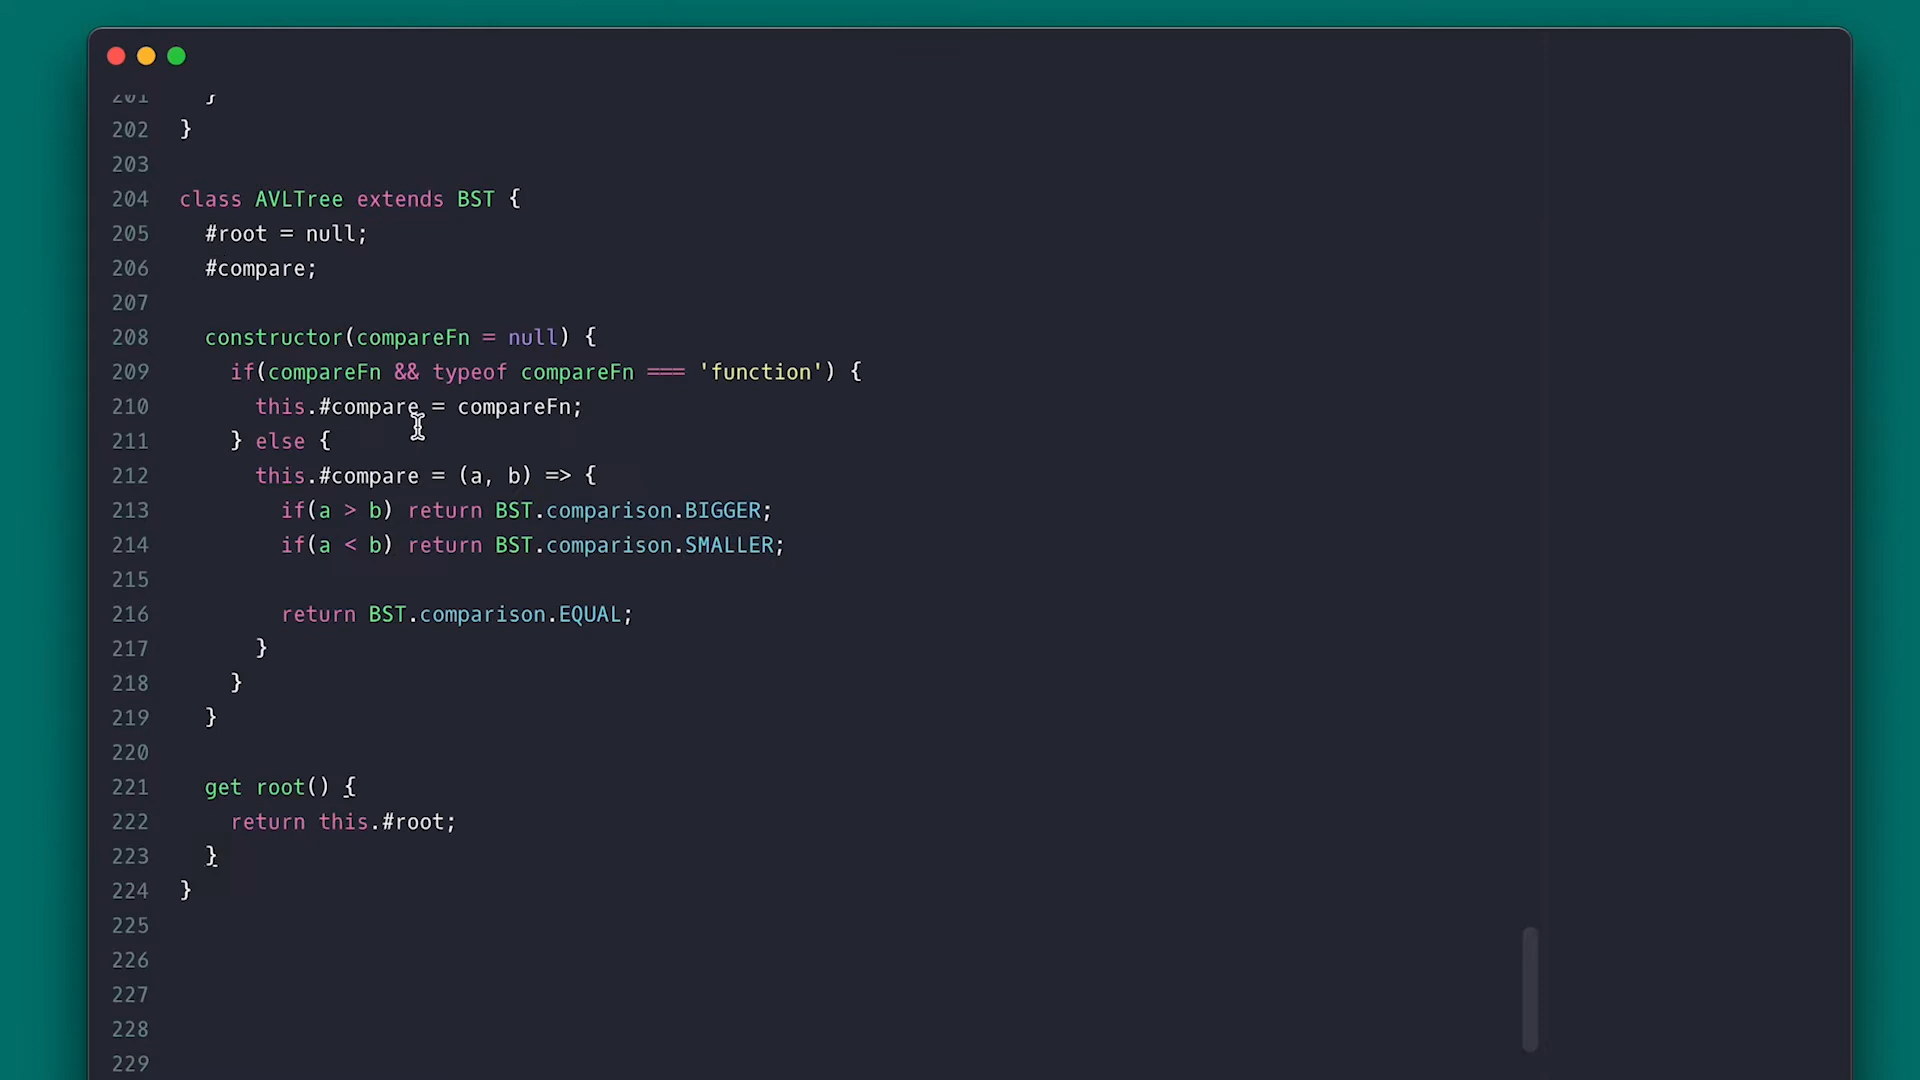 201   }
202 }
203
204 class AVLTree extends BST {
205   #root = null;
206   #compare;
207
208   constructor(compareFn = null) {
209     if(compareFn && typeof compareFn === 'function') {
210       this.#compare = compareFn;
211     } else {
212       this.#compare = (a, b) => {
213         if(a > b) return BST.comparison.BIGGER;
214         if(a < b) return BST.comparison.SMALLER;
215
216         return BST.comparison.EQUAL;
217       }
218     }
219   }
220
221   get root() {
222     return this.#root;
223   }
224 }
225
226
227
228
229